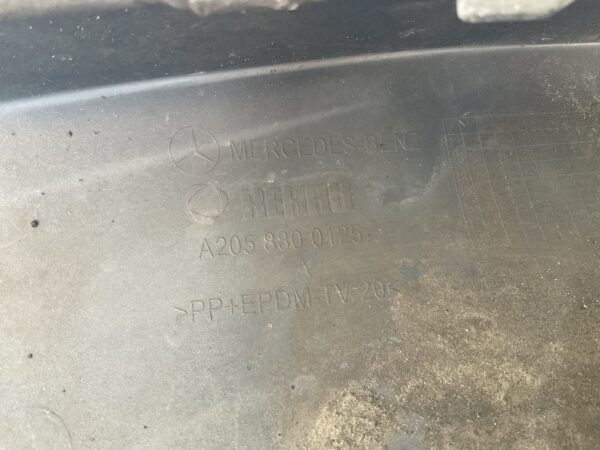 MERCEDES-BENZ
A205 880 0125
A
>PP+EPDM-TV-20<